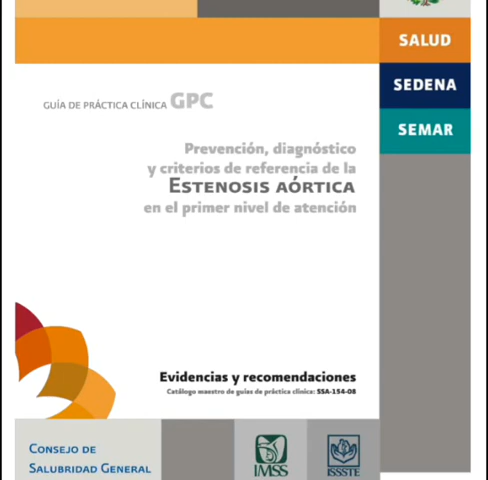 SALUD
SEDENA
SEMAR
GUÍA DE PRÁCTICA CLÍNICA GPC
Prevención, diagnóstico
y criterios de referencia de la
ESTENOSIS AÓRTICA
en el primer nivel de atención
Evidencias y recomendaciones
Catálogo maestro de guías de práctica clínica: SSA-154-08
CONSEJO DE
SALUBRIDAD GENERAL
IMSS
ISSSTE